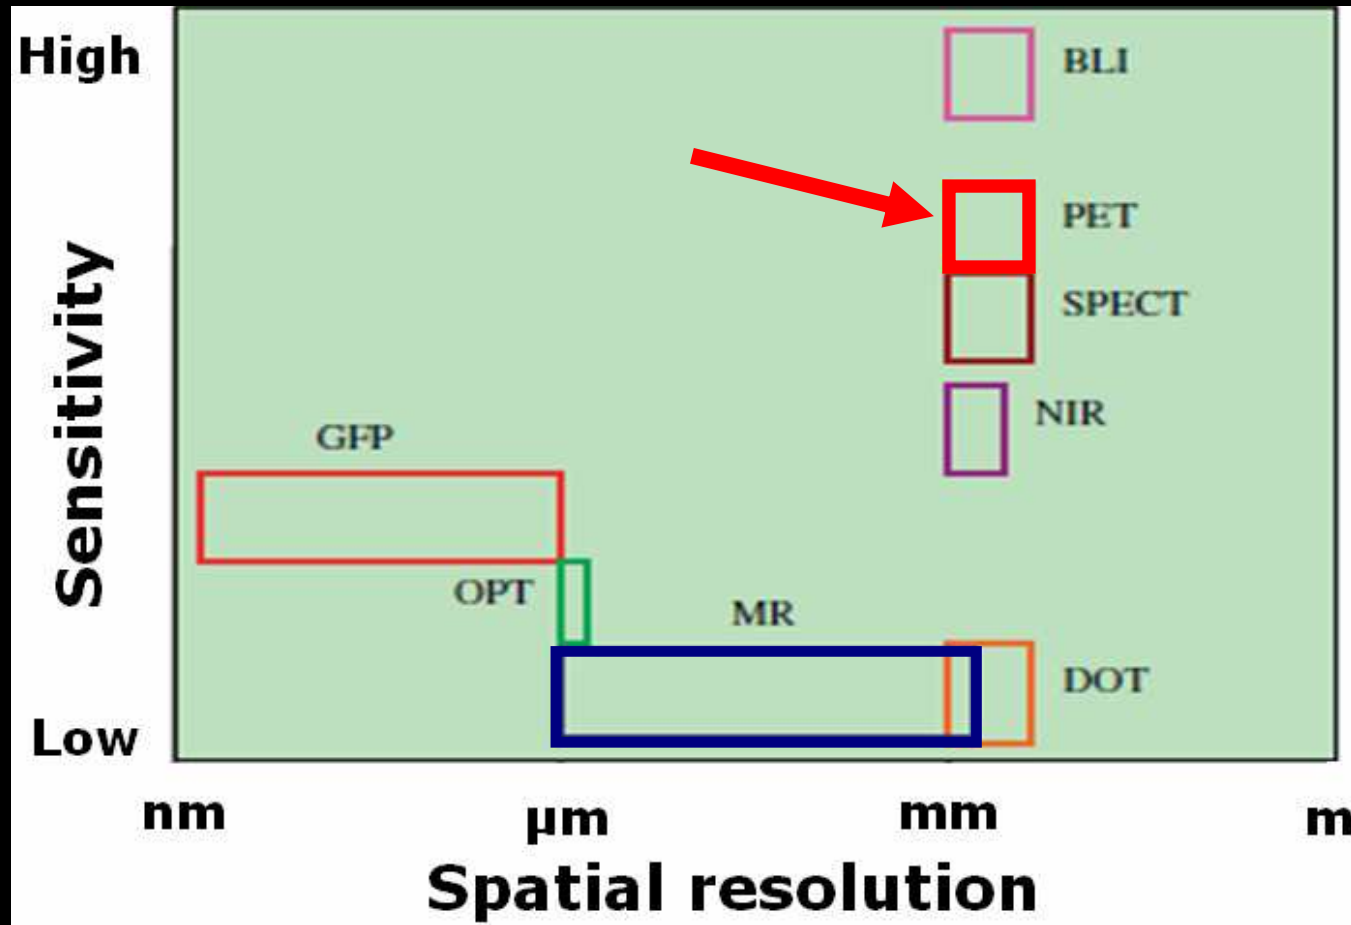 High
BLI
PET
SPECT
NIR
GFP
OPT
MR
DOT
Low
Sensitivity
nm
µm
mm
m
Spatial resolution